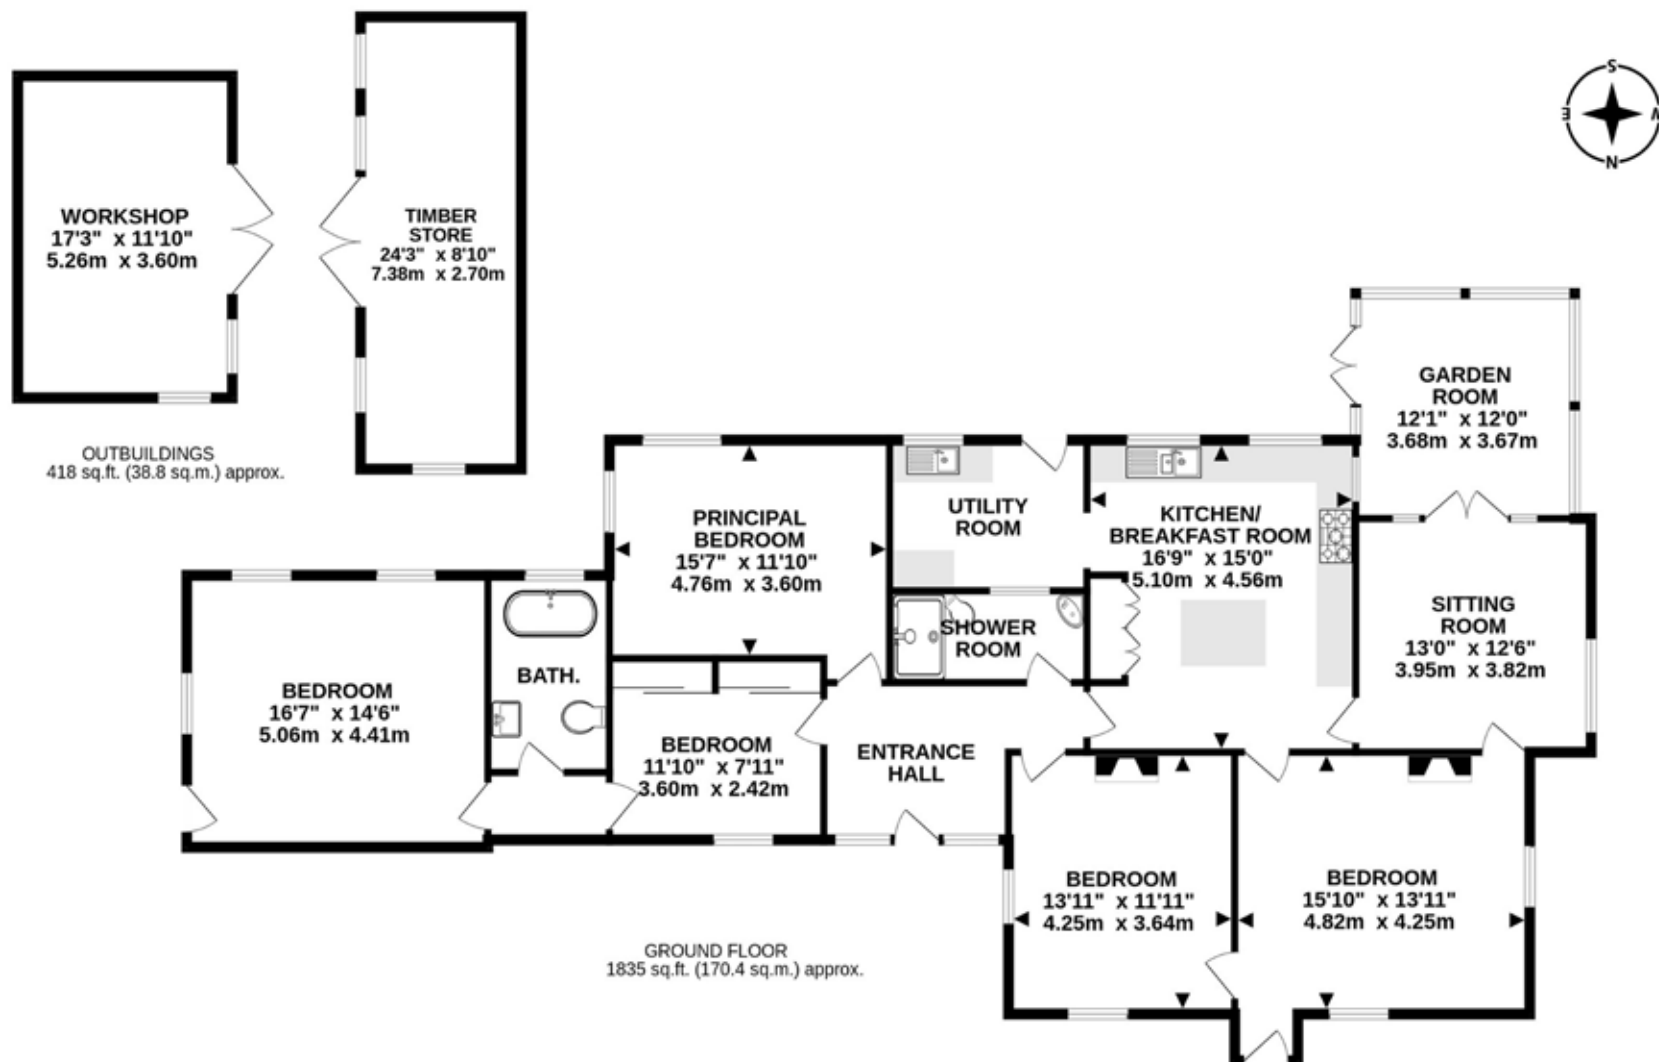 WORKSHOP
17'3" x 11'10"
5.26m x 3.60m
TIMBER
STORE
24'3" x 8'10"
7.38m x 2.70m
S
E
W
N
OUTBUILDINGS
418 sq.ft. (38.8 sq.m.) approx.
GARDEN
ROOM
12'1" x 12'0"
3.68m x 3.67m
PRINCIPAL
BEDROOM
15'7" x 11'10"
4.76m x 3.60m
UTILITY
ROOM
KITCHEN/
BREAKFAST ROOM
16'9" x 15'0"
5.10m x 4.56m
SITTING
ROOM
13'0" x 12'6"
3.95m x 3.82m
SHOWER
ROOM
BATH.
BEDROOM
16'7" x 14'6"
5.06m x 4.41m
BEDROOM
11'10" x 7'11"
3.60m x 2.42m
ENTRANCE
HALL
BEDROOM
13'11" x 11'11"
4.25m x 3.64m
BEDROOM
15'10" x 13'11"
4.82m x 4.25m
GROUND FLOOR
1835 sq.ft. (170.4 sq.m.) approx.